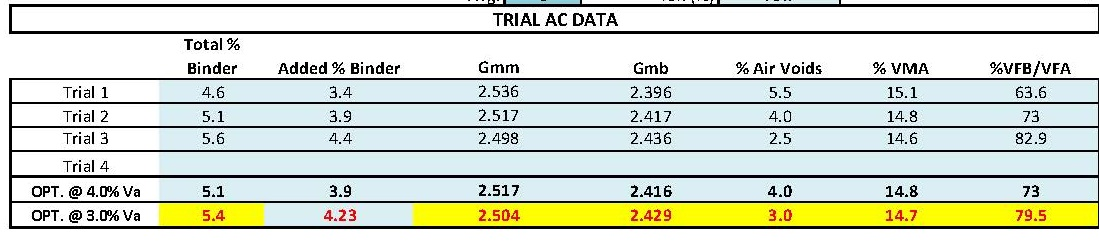 TRIAL AC DATA
Total %
Binder Added % Binder Gmm Gmb % Air Voids % VMA %VFB/VFA
Trial 1 4.6 3.4 2.536 2.396 5.5 15.1 63.6
Trial 2 5.1 3.9 2.517 2.417 4.0 14.8 73
Trial 3 5.6 4.4 2.498 2.436 2.5 14.6 82.9
Trial 4
OPT. @ 4.0% Va 5.1 3.9 2.517 2.416 4.0 14.8 73
OPT. @ 3.0% Va 5.4 4.23 2.504 2.429 3.0 14.7 79.5